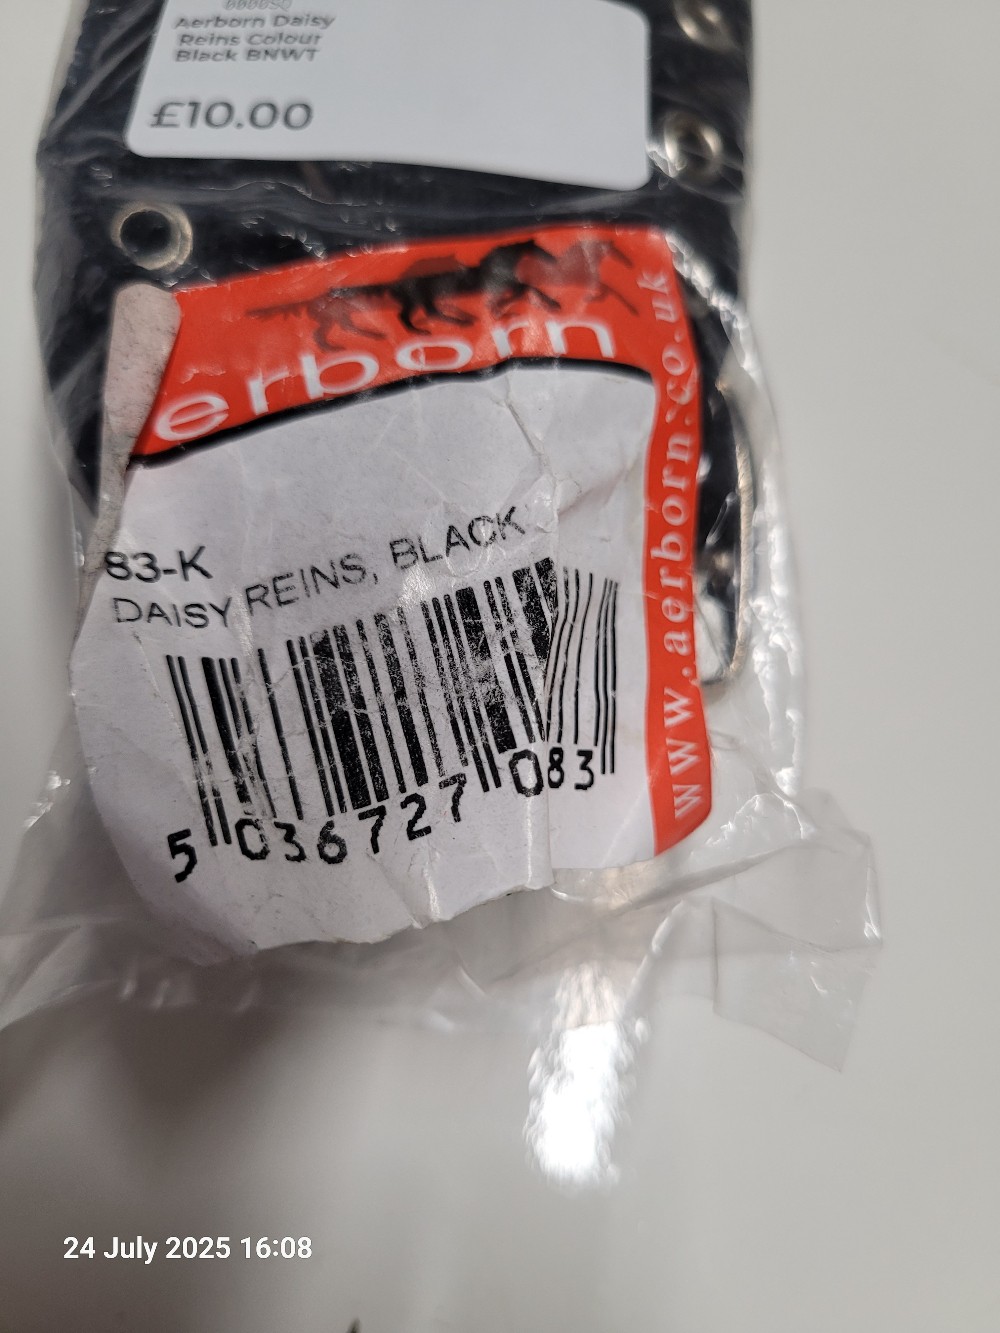 Aerborn Daisy
Reins Colour
Black BNWT
£10.00
erborn
www.aerborn.co.uk
83-K
DAISY REINS, BLACK
5 036727 083
24 July 2025 16:08